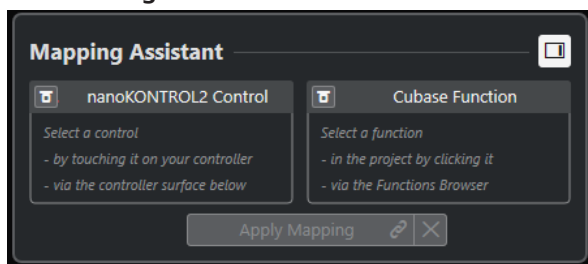 Mapping Assistant
nanoKONTROL2 Control
Select a control
- by touching it on your controller
- via the controller surface below
Cubase Function
Select a function
- in the project by clicking it
- via the Functions Browser
Apply Mapping